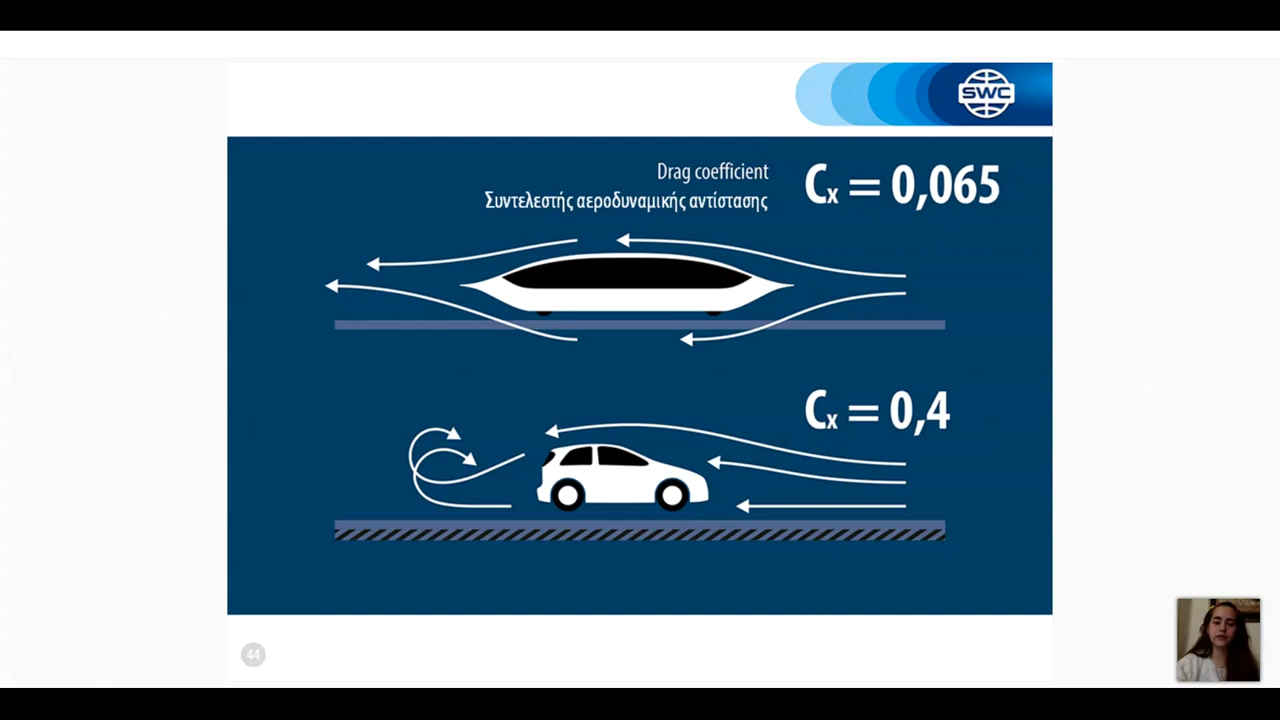 SWC
Drag coefficient
Συντελεστής αεροδυναμικής αντίστασης
Cx = 0,065
Cx = 0,4
44